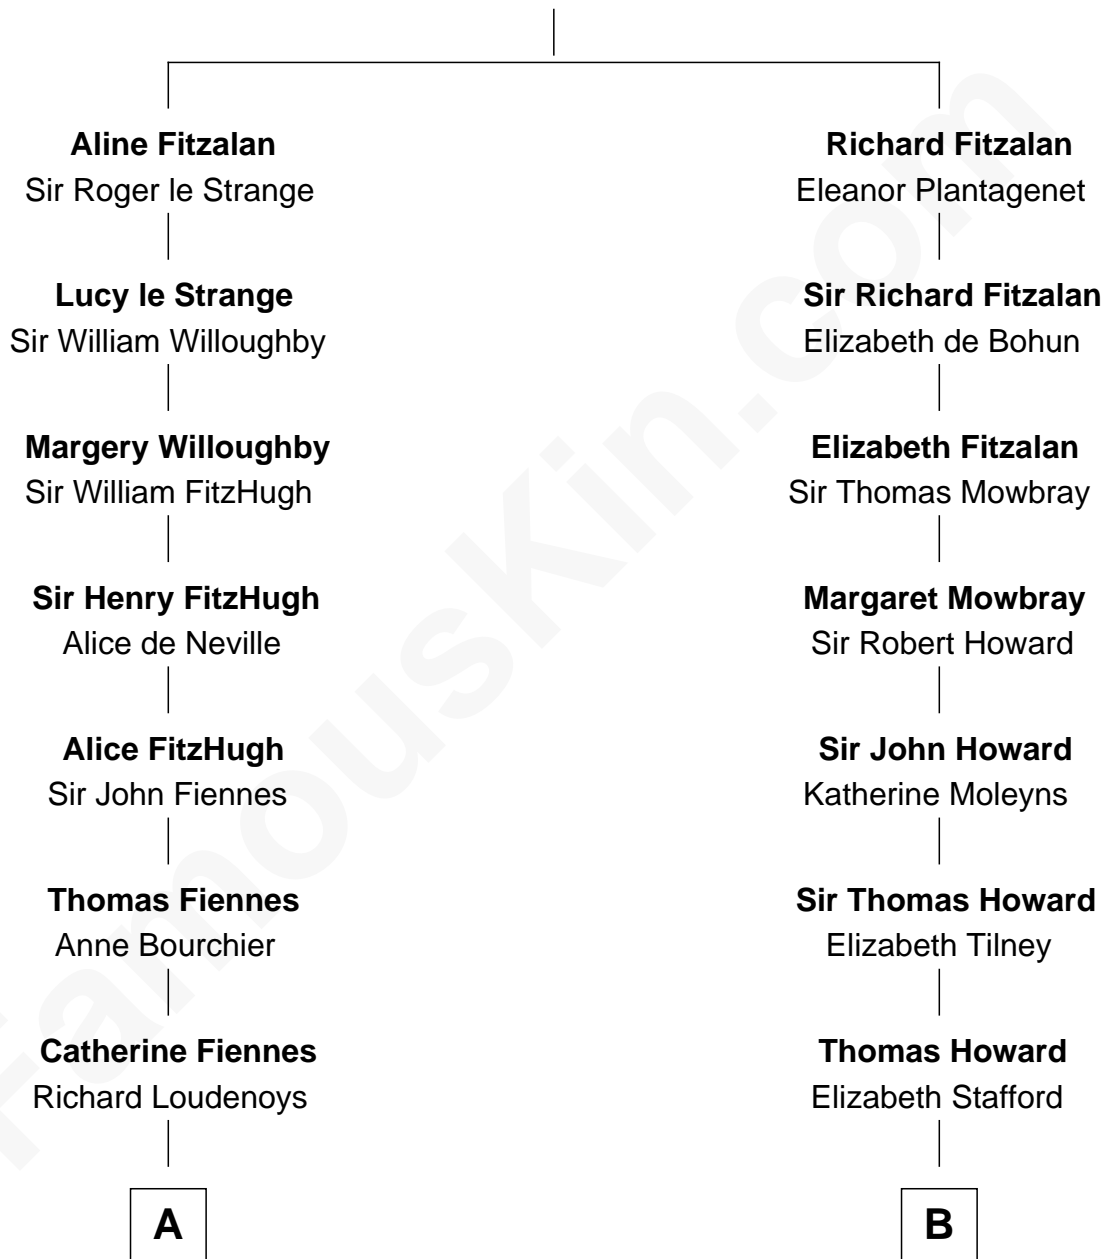 Aline Fitzalan
Sir Roger le Strange
Lucy le Strange
Sir William Willoughby
Margery Willoughby
Sir William FitzHugh
Sir Henry FitzHugh
Alice de Neville
Alice FitzHugh
Sir John Fiennes
Thomas Fiennes
Anne Bourchier
Catherine Fiennes
Richard Loudenoys
A
Richard Fitzalan
Eleanor Plantagenet
Sir Richard Fitzalan
Elizabeth de Bohun
Elizabeth Fitzalan
Sir Thomas Mowbray
Margaret Mowbray
Sir Robert Howard
Sir John Howard
Katherine Moleyns
Sir Thomas Howard
Elizabeth Tilney
Thomas Howard
Elizabeth Stafford
B
FamousKin.com